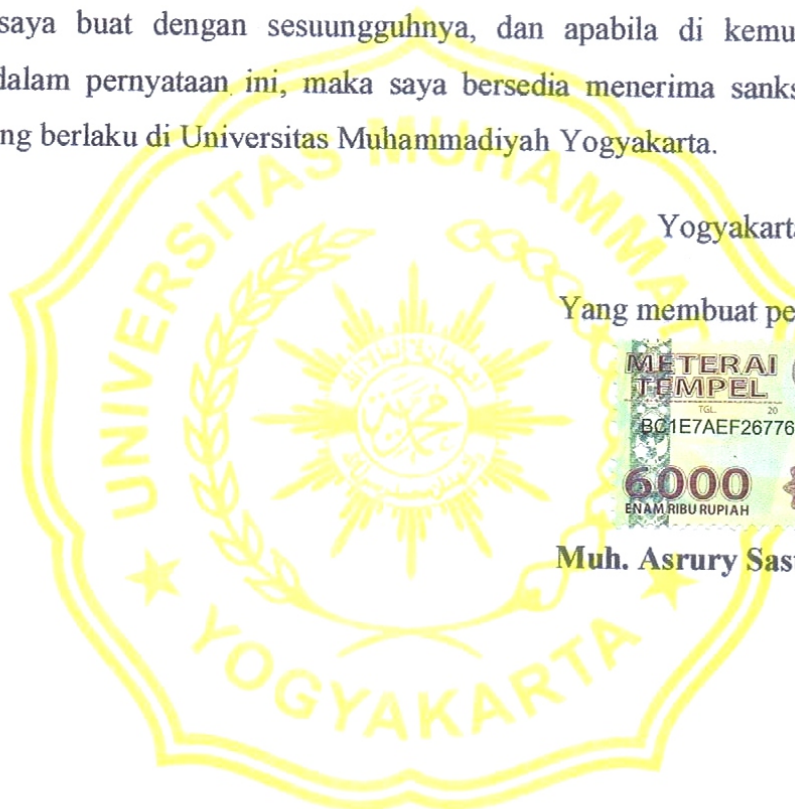 saya buat dengan sesuungguhnya, dan apabila di kemu
dalam pernyataan ini, maka saya bersedia menerima sanks
ng berlaku di Universitas Muhammadiyah Yogyakarta.
Yogyakarta
Yang membuat pe
METERAI
TEMPEL
TGL. 20
BC1E7AEF26776
6000
ENAM RIBU RUPIAH
Muh. Asrury Sas
UNIVERSITAS MUHAMMAD
YOGYAKARTA